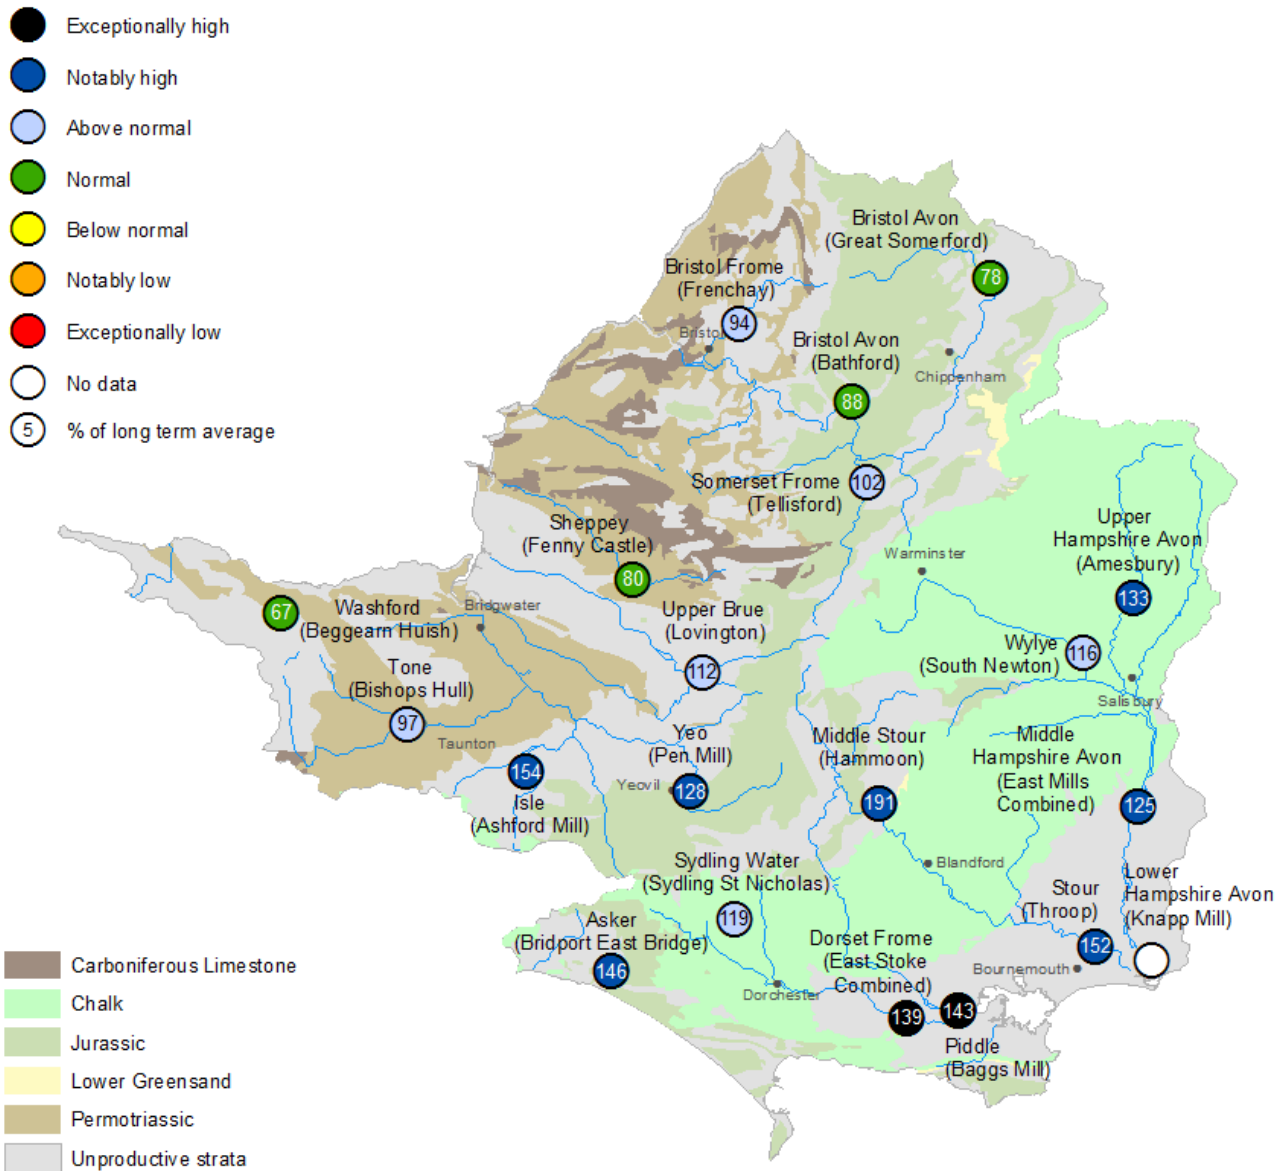 Exceptionally high
Notably high
Above normal
Normal
Below normal
Notably low
Exceptionally low
No data
5 % of long term average
Bristol Avon
(Great Somerford)
78
Bristol Frome
(Frenchay)
94
Bristol
Bristol Avon
(Bathford)
88
Chippenham
Somerset Frome
(Tellisford)
102
Sheppey
(Fenny Castle)
80
Upper
Hampshire Avon
(Amesbury)
133
Warminster
67
Washford
(Beggearn Huish)
Bridgwater
Upper Brue
(Lovington)
112
Wylye
(South Newton)
116
Salisbury
Tone
(Bishops Hull)
97
Taunton
154
Isle
(Ashford Mill)
Yeo
(Pen Mill)
Yeovil
128
Middle Stour
(Hammoon)
191
Middle
Hampshire Avon
(East Mills
Combined)
125
Blandford
Sydling Water
(Sydling St Nicholas)
119
Stour
(Throop)
152
Lower
Hampshire Avon
(Knapp Mill)
Asker
(Bridport East Bridge)
146
Dorset Frome
(East Stoke
Combined)
139
Bournemouth
Dorchester
143
Piddle
(Baggs Mill)
Carboniferous Limestone
Chalk
Jurassic
Lower Greensand
Permotriassic
Unproductive strata